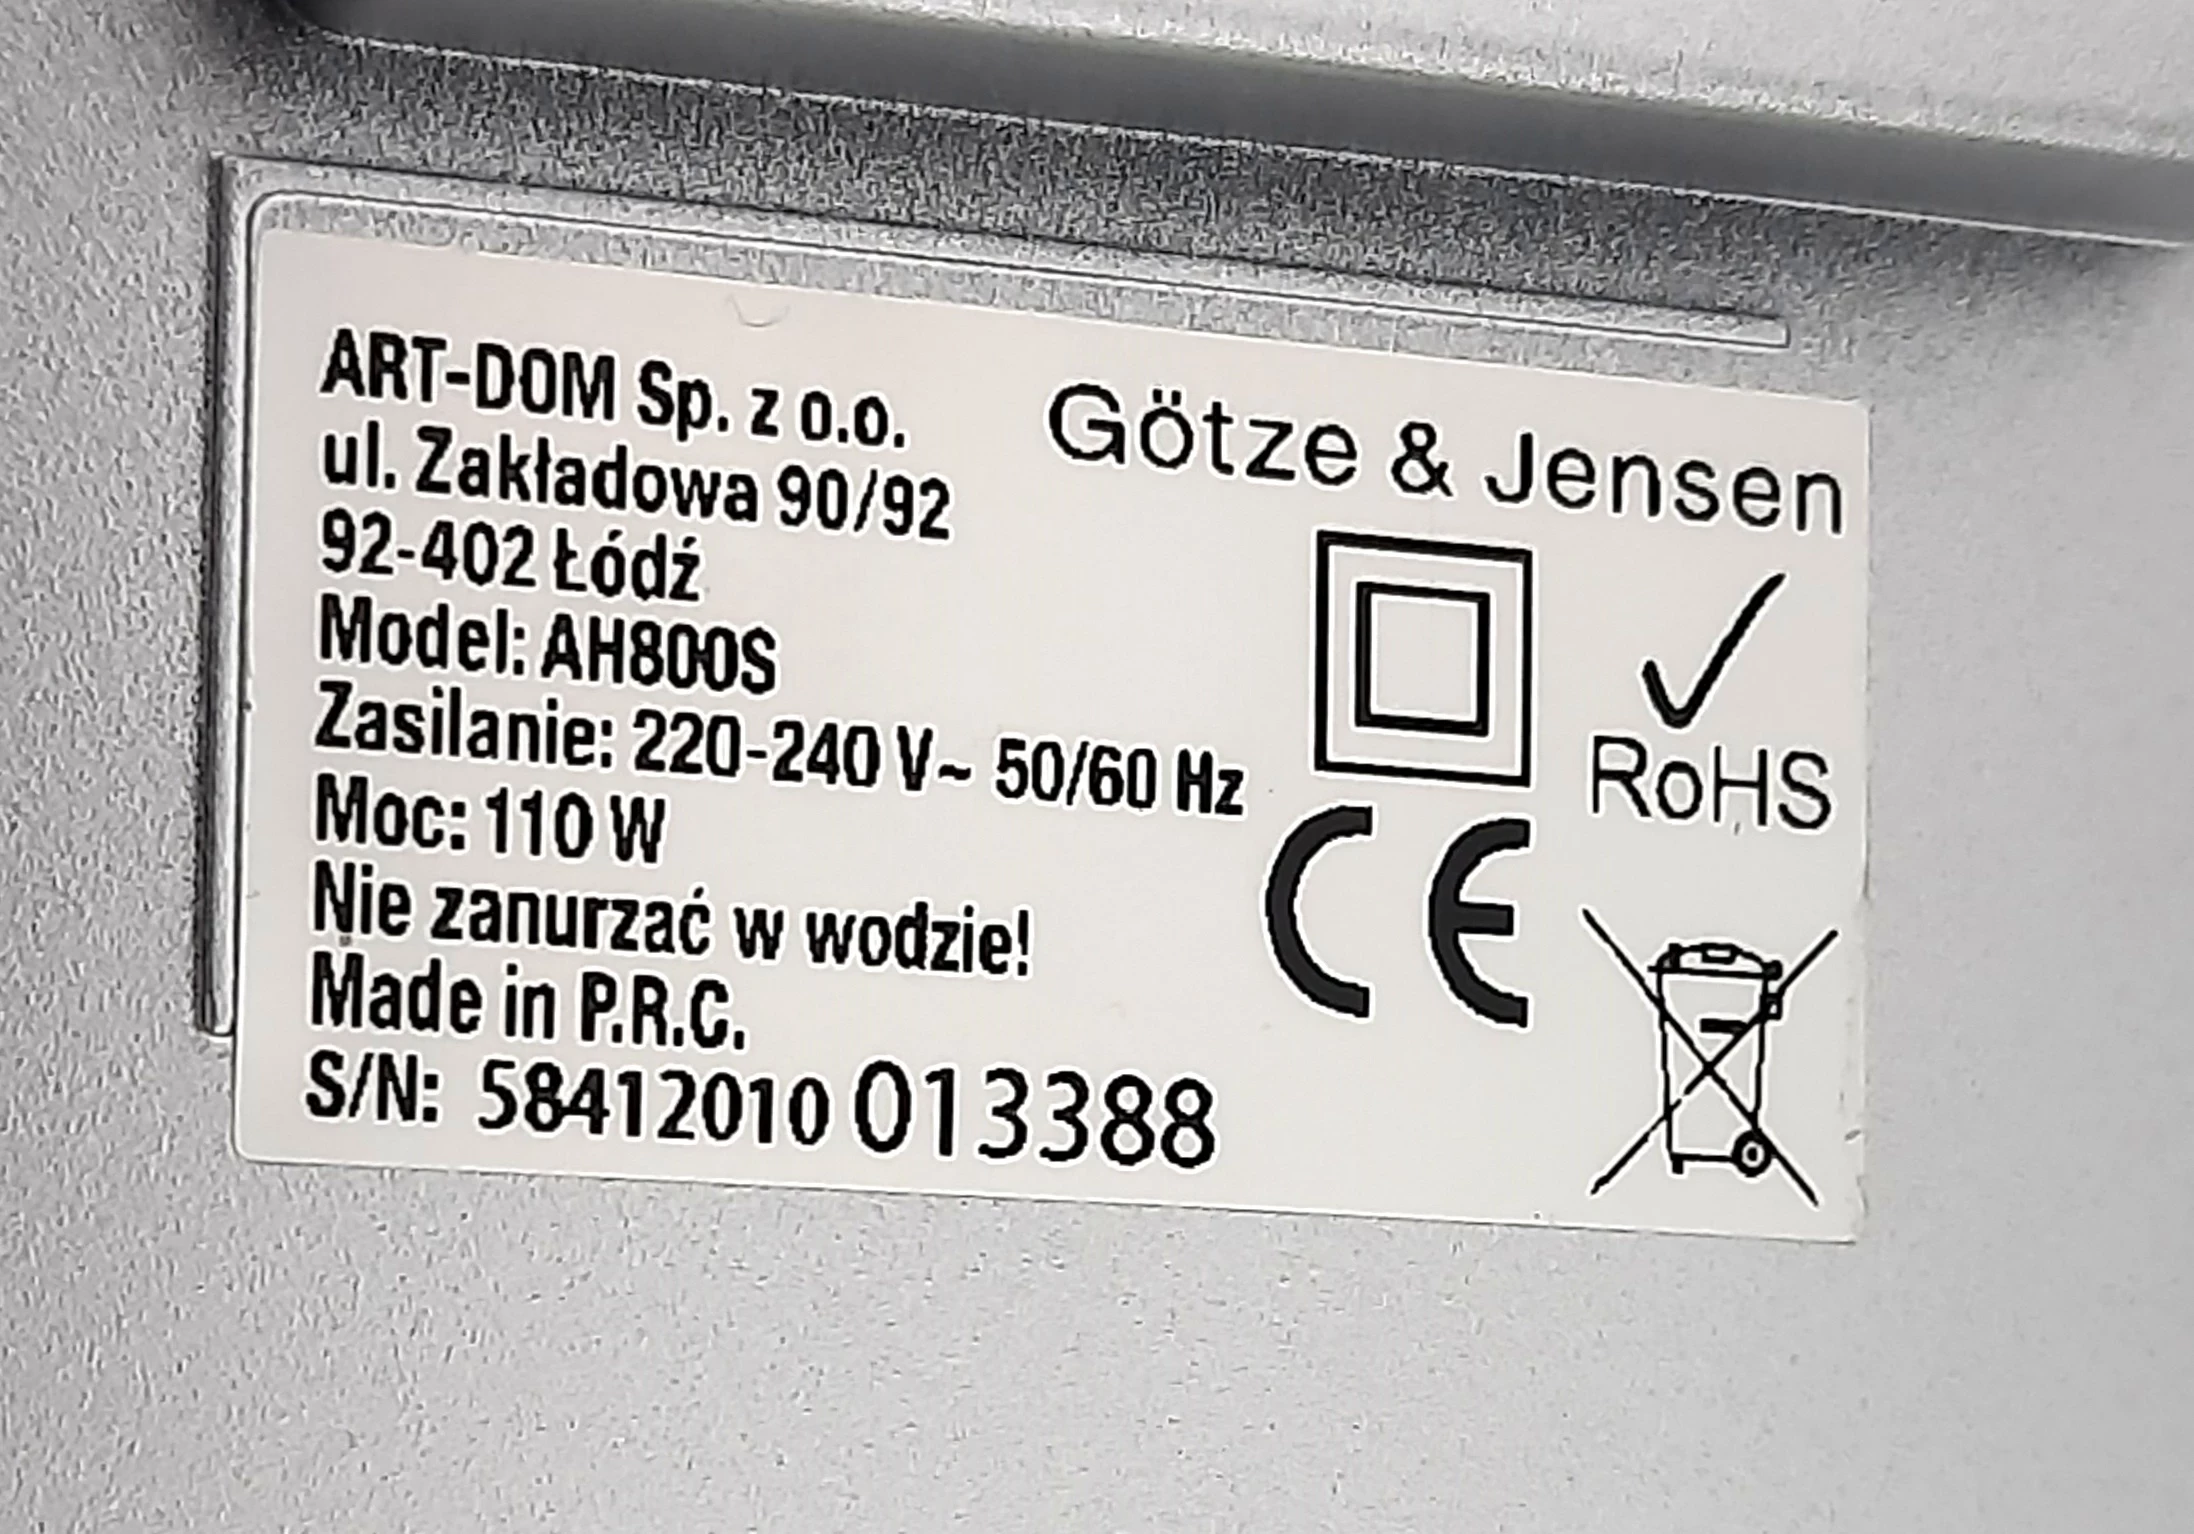 ART-DOM Sp. z o.o.
ul. Zakładowa 90/92
92-402 Łódź
Model: AH800S
Zasilanie: 220-240 V~ 50/60 Hz
Moc: 110 W
Nie zanurzać w wodzie!
Made in P.R.C.
S/N: 58412010 013388
Götze & Jensen
RoHS
CE